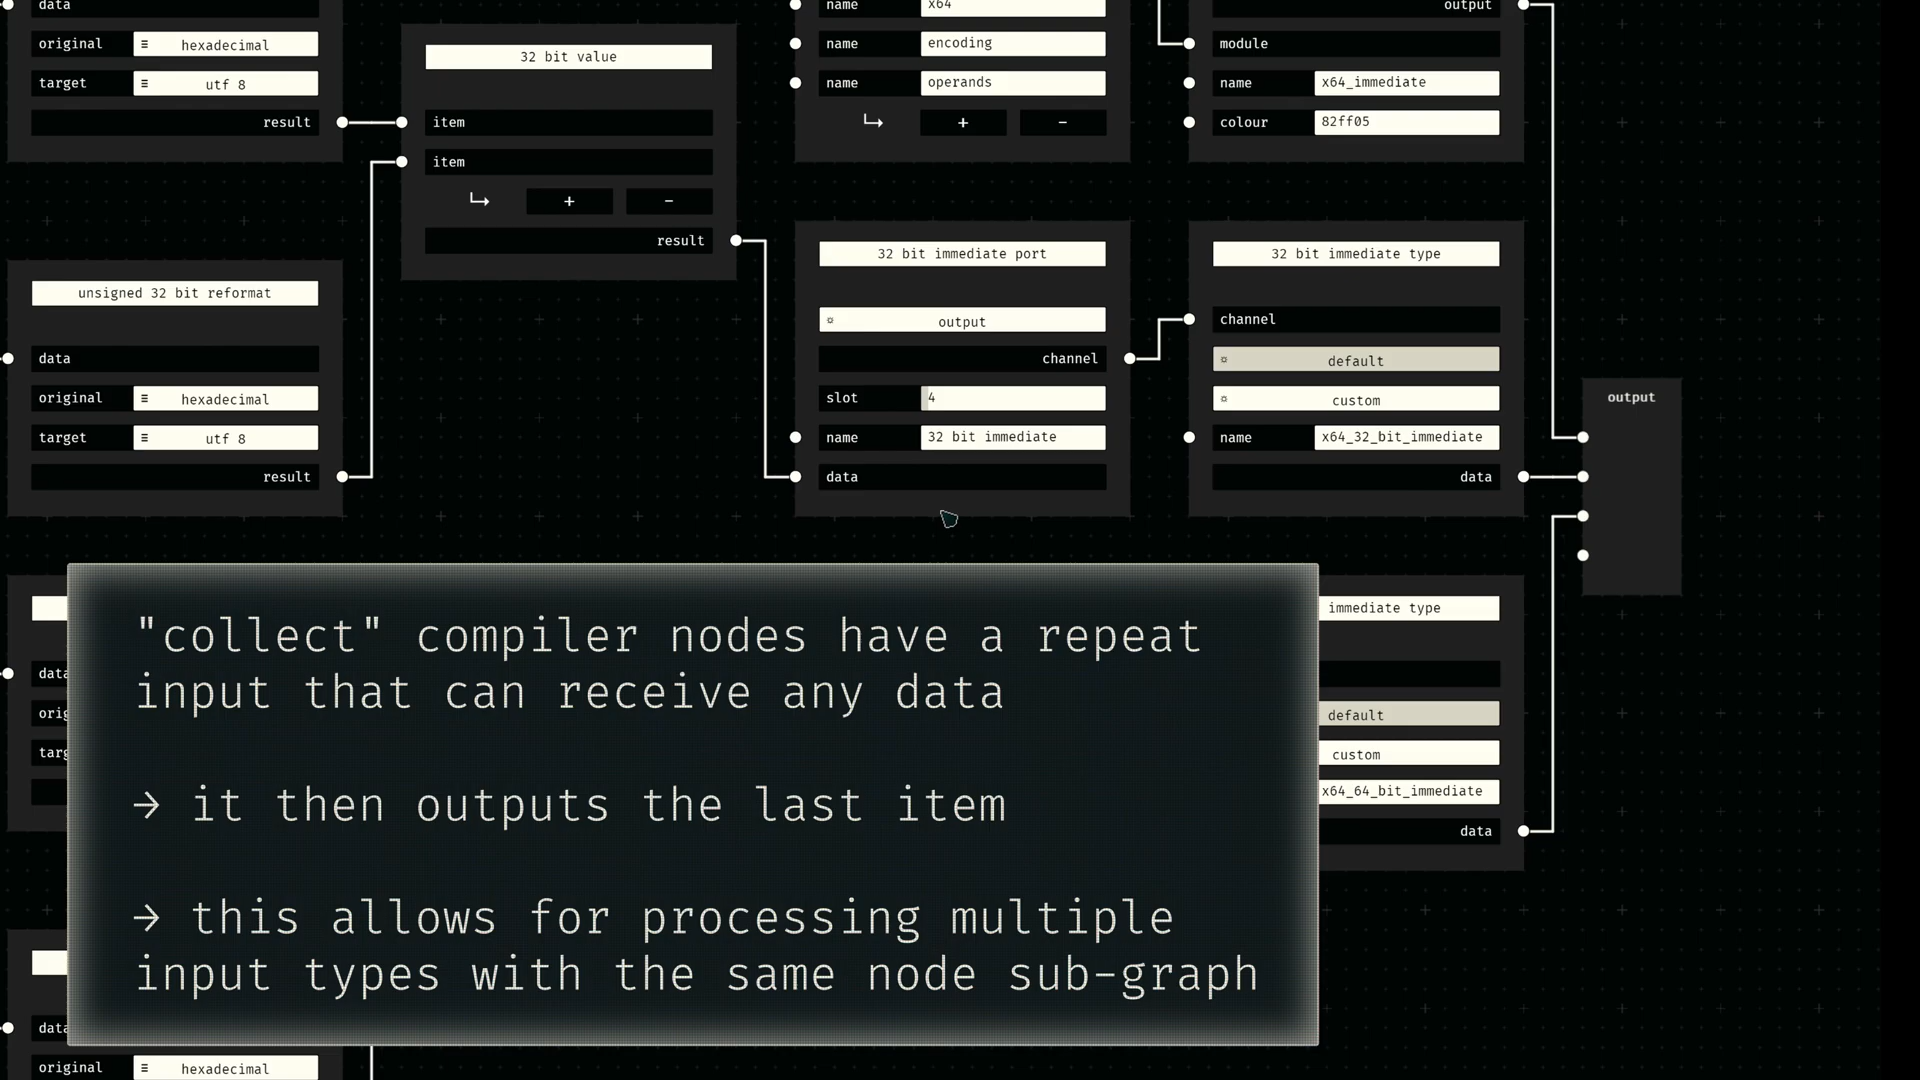 data
original ≡ hexadecimal
target ≡ utf 8
result
unsigned 32 bit reformat
data
original ≡ hexadecimal
target ≡ utf 8
result
32 bit value
item
item
+ -
result
name x64
name encoding
name operands
+ -
output
module
name x64_immediate
colour 82ff05
32 bit immediate port
output
channel
slot 4
name 32 bit immediate
data
32 bit immediate type
channel
default
custom
name x64_32_bit_immediate
data
output
data
immediate type
default
custom
x64_64_bit_immediate
data
"collect" compiler nodes have a repeat
input that can receive any data
→ it then outputs the last item
→ this allows for processing multiple
input types with the same node sub-graph
data
original ≡ hexadecimal